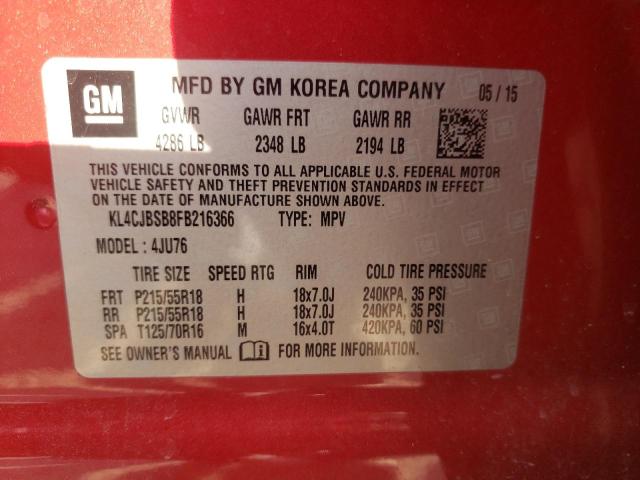 GM
MFD BY GM KOREA COMPANY 05 / 15
GVWR GAWR FRT GAWR RR
4286 LB 2348 LB 2194 LB
THIS VEHICLE CONFORMS TO ALL APPLICABLE U.S. FEDERAL MOTOR
VEHICLE SAFETY AND THEFT PREVENTION STANDARDS IN EFFECT
ON THE DATE OF MANUFACTURE SHOWN ABOVE.
KL4CJBSB8FB216366 TYPE: MPV
MODEL : 4JU76
TIRE SIZE SPEED RTG RIM COLD TIRE PRESSURE
FRT P215/55R18 H 18x7.0J 240KPA, 35 PSI
RR P215/55R18 H 18x7.0J 240KPA, 35 PSI
SPA T125/70R16 M 16x4.0T 420KPA, 60 PSI
SEE OWNER'S MANUAL FOR MORE INFORMATION.